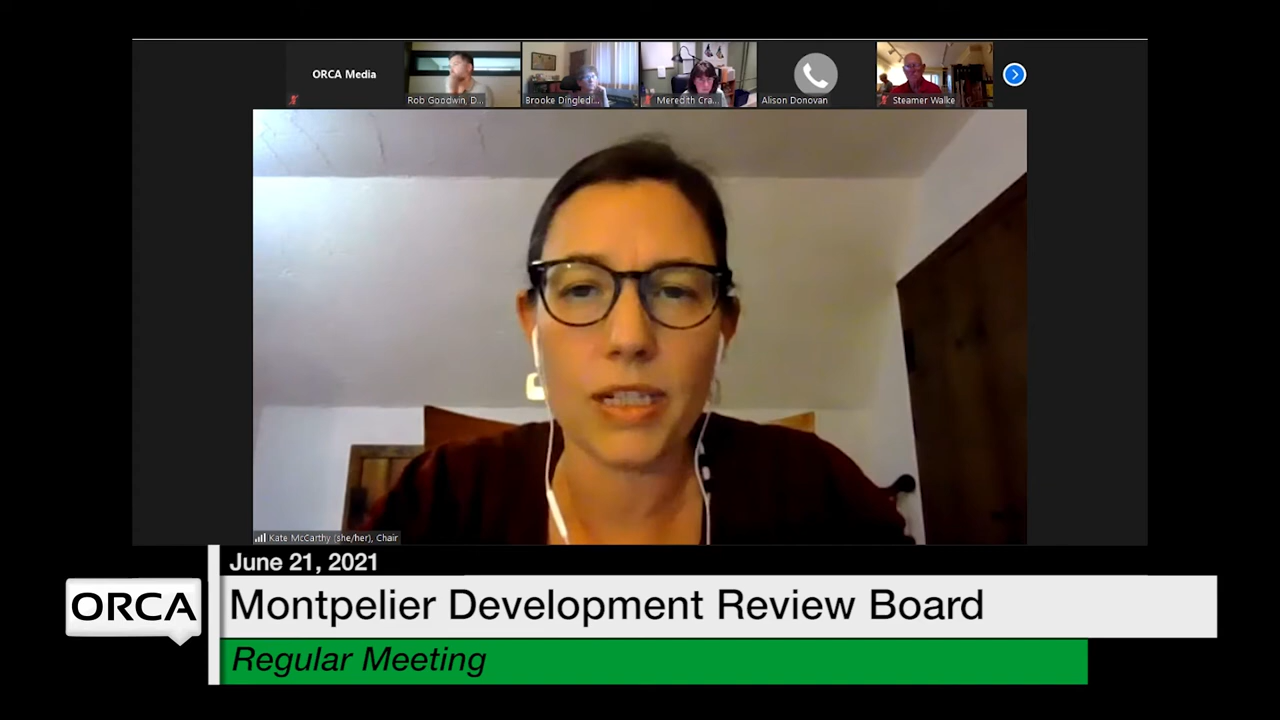 ORCA Media
Rob Goodwin, D...
Brooke Dingledi...
Meredith Cra...
Alison Donovan
Steamer Walke
Kate McCarthy (she/her), Chair
June 21, 2021
ORCA
Montpelier Development Review Board
Regular Meeting